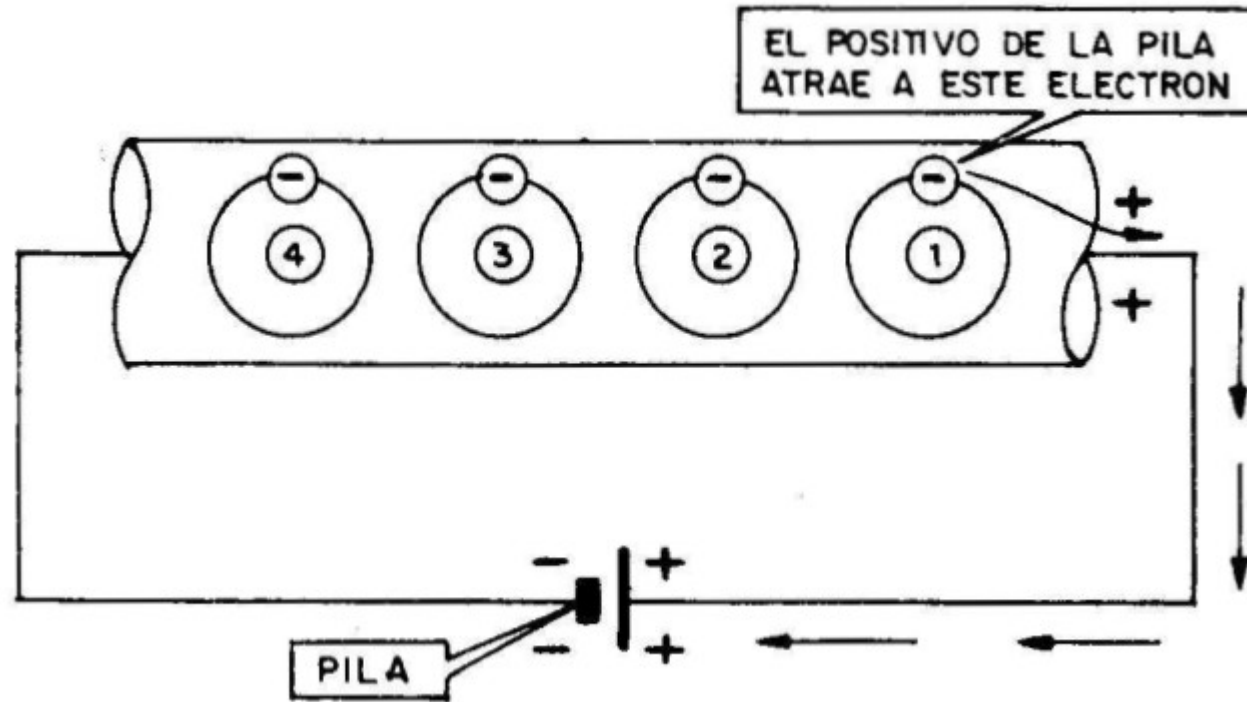 EL POSITIVO DE LA PILA
ATRAE A ESTE ELECTRON
- - - -
4 3 2 1
+
+
- +
- +
PILA